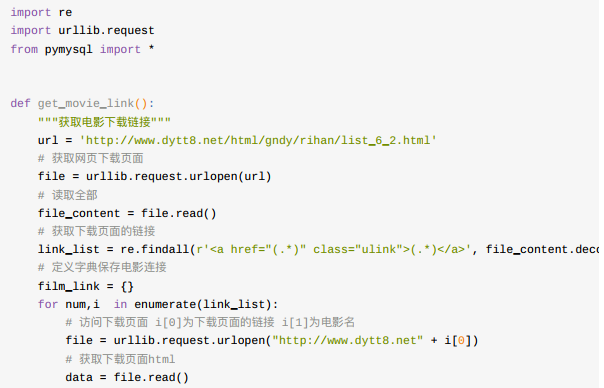 import re
import urllib.request
from pymysql import *
def get_movie_link():
"""获取电影下载链接"""
url = 'http://www.dytt8.net/html/gndy/rihan/list_6_2.html'
# 获取网页下载页面
file = urllib.request.urlopen(url)
# 读取全部
file_content = file.read()
# 获取下载页面的链接
link_list = re.findall(r'<a href="(.*)" class="ulink">(.*)</a>', file_content.deco
# 定义字典保存电影连接
film_link = {}
for num,i  in enumerate(link_list):
# 访问下载页面 i[0]为下载页面的链接 i[1]为电影名
file = urllib.request.urlopen("http://www.dytt8.net" + i[0])
# 获取下载页面html
data = file.read()